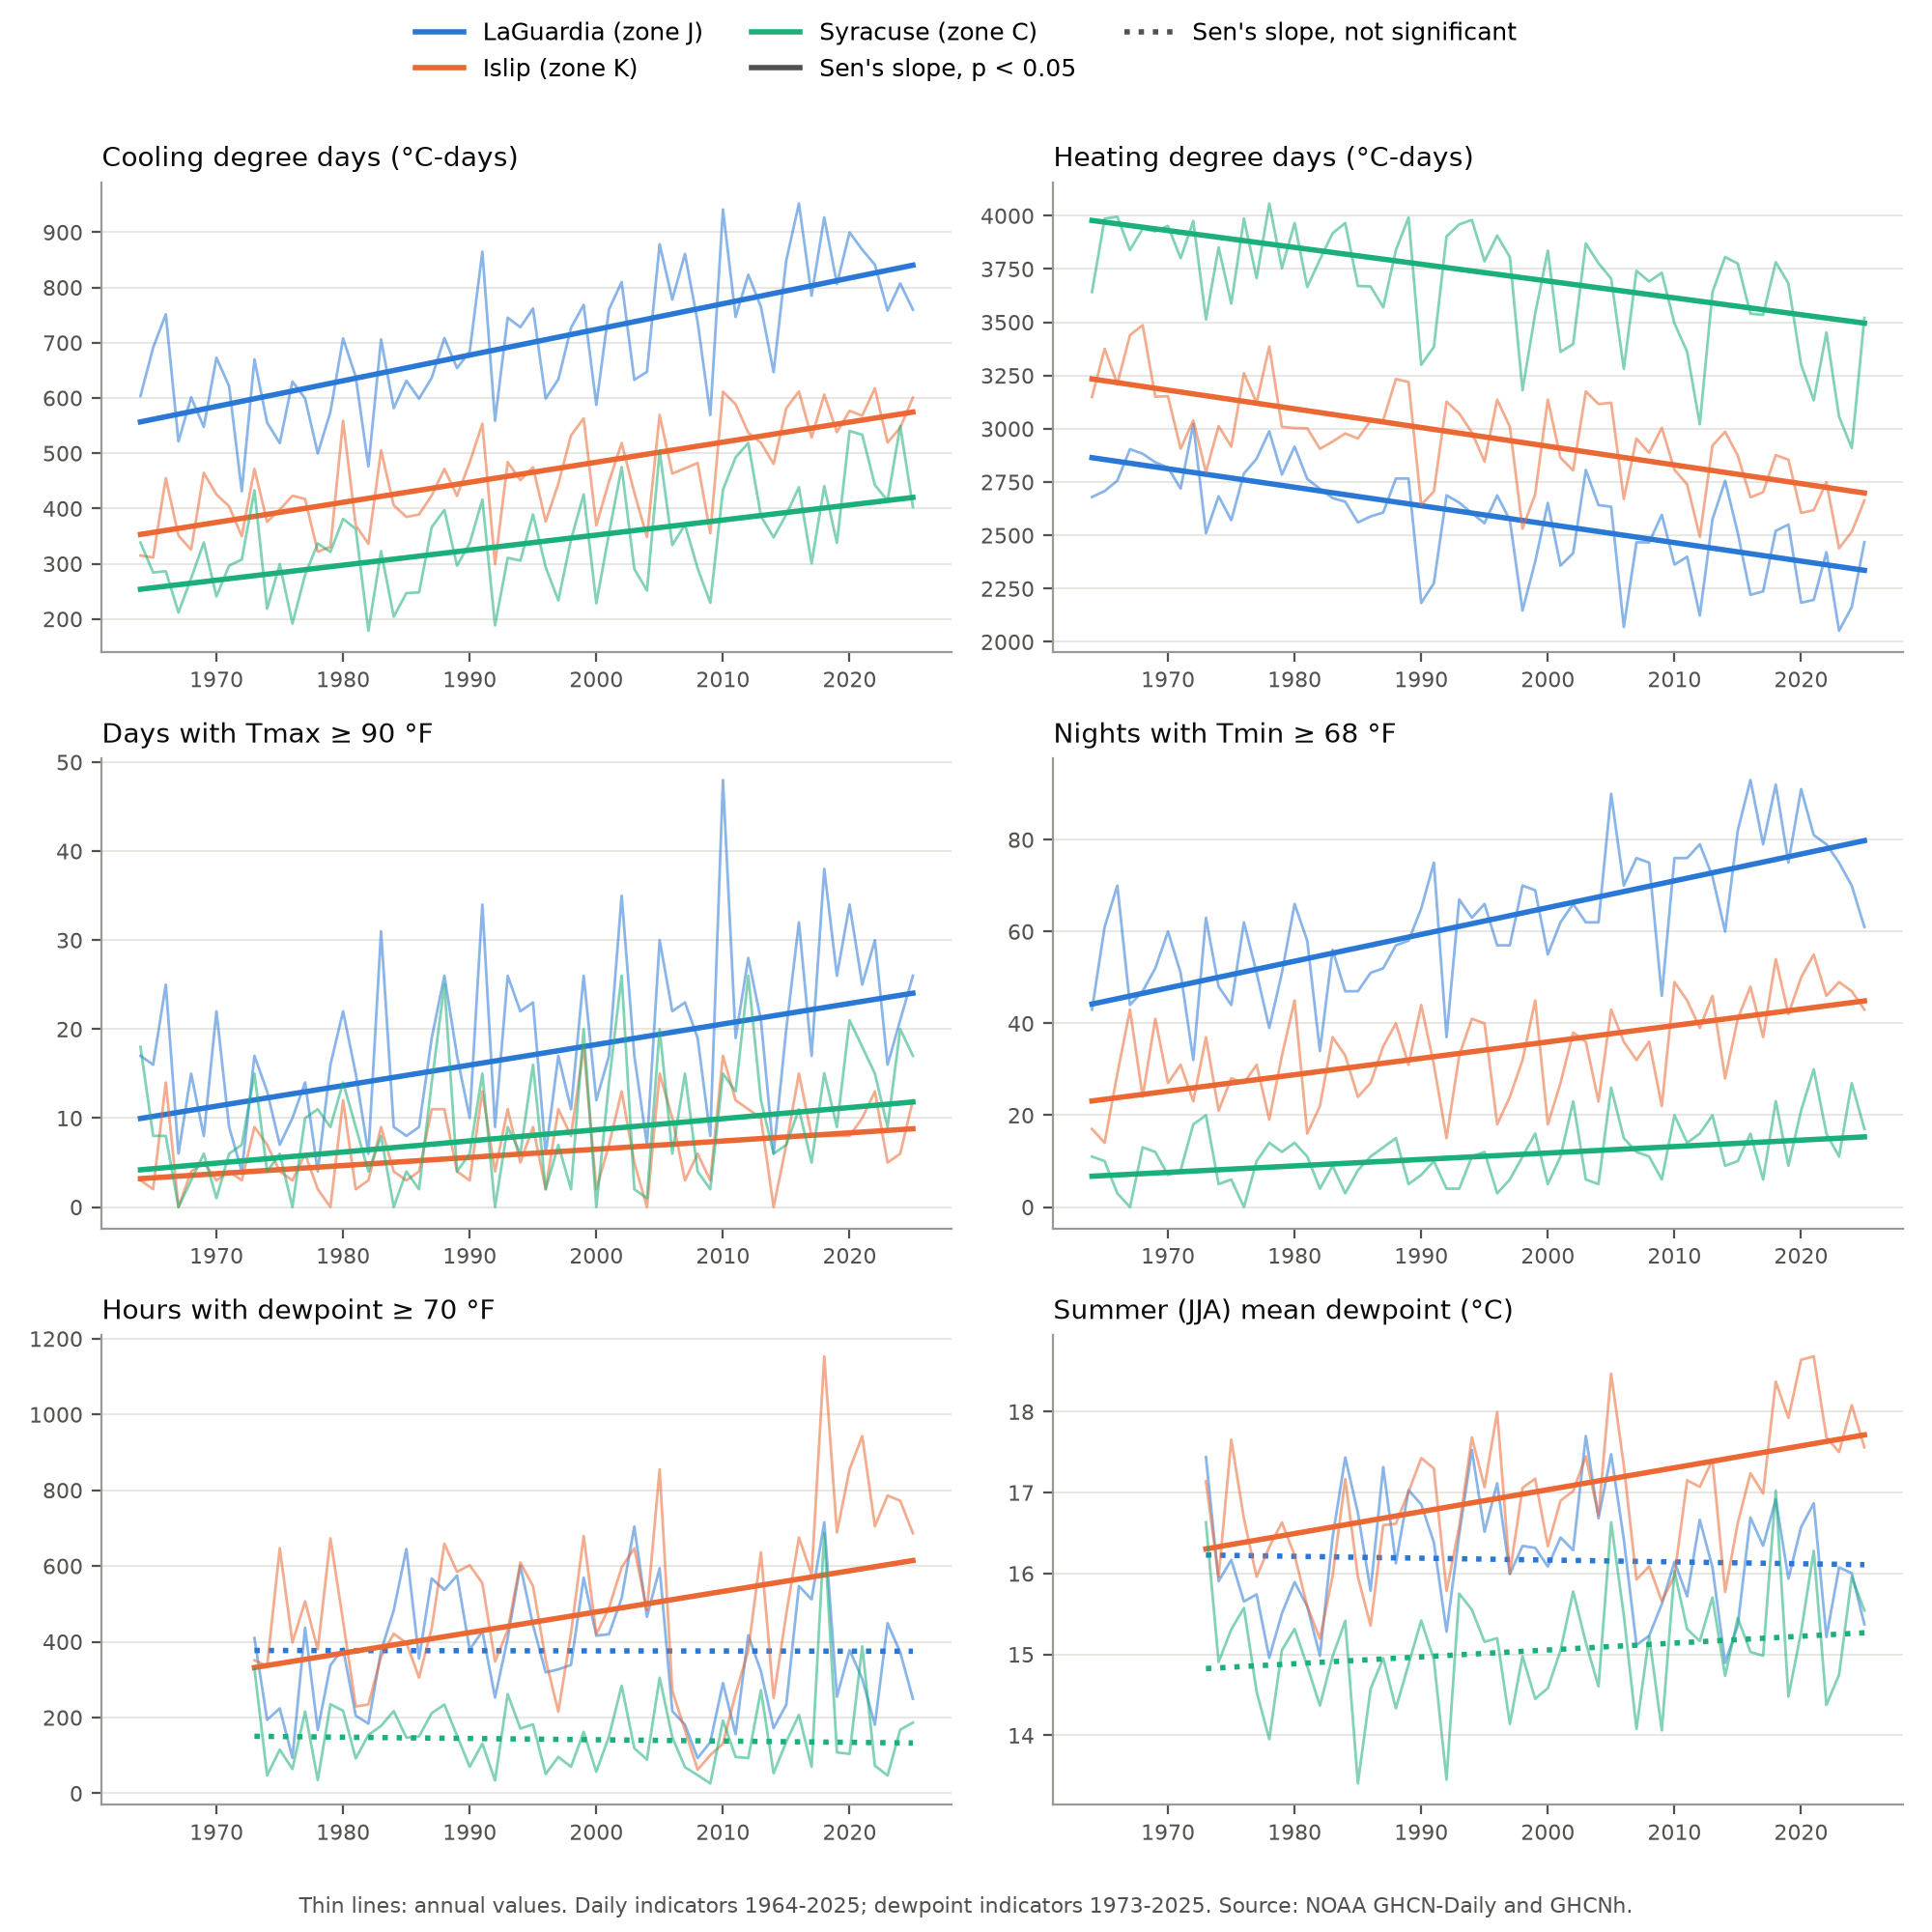 LaGuardia (zone J)
Islip (zone K)
Syracuse (zone C)
Sen's slope, p < 0.05
Sen's slope, not significant
Cooling degree days (°C-days)
900
800
700
600
500
400
300
200
1970 1980 1990 2000 2010 2020
Heating degree days (°C-days)
4000
3750
3500
3250
3000
2750
2500
2250
2000
1970 1980 1990 2000 2010 2020
Days with Tmax ≥ 90 °F
50
40
30
20
10
0
1970 1980 1990 2000 2010 2020
Nights with Tmin ≥ 68 °F
80
60
40
20
0
1970 1980 1990 2000 2010 2020
Hours with dewpoint ≥ 70 °F
1200
1000
800
600
400
200
0
1970 1980 1990 2000 2010 2020
Summer (JJA) mean dewpoint (°C)
18
17
16
15
14
1970 1980 1990 2000 2010 2020
Thin lines: annual values. Daily indicators 1964-2025; dewpoint indicators 1973-2025. Source: NOAA GHCN-Daily and GHCNh.